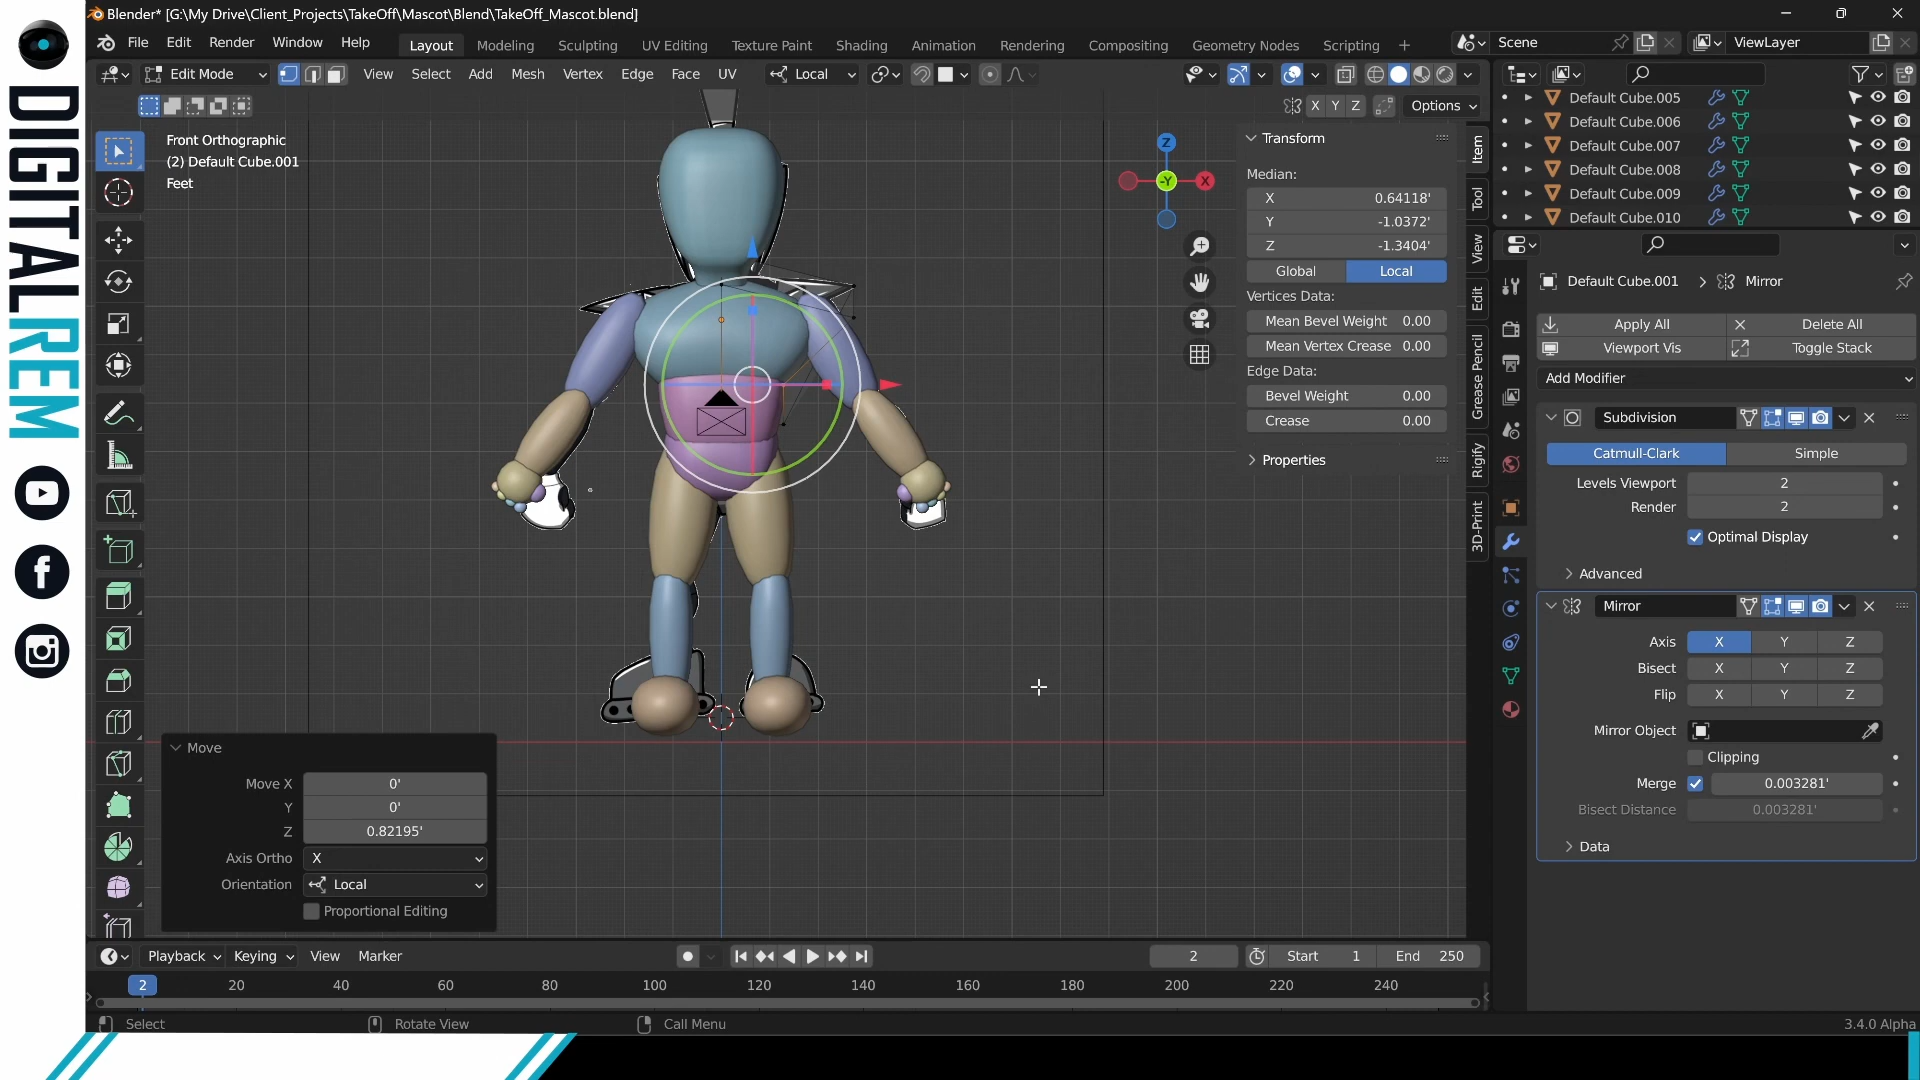 DIGITALREM
Blender* [G:\My Drive\Client_Projects\TakeOff\Mascot\Blend\TakeOff_Mascot.blend]
File Edit Render Window Help Layout Modeling Sculpting UV Editing Texture Paint Shading Animation Rendering Compositing Geometry Nodes Scripting + Scene ViewLayer
Edit Mode View Select Add Mesh Vertex Edge Face UV Local
X Y Z Options
Front Orthographic
(2) Default Cube.001
Feet
Z
-Y X
Transform
Median:
X 0.64118'
Y -1.0372'
Z -1.3404'
Global Local
Vertices Data:
Mean Bevel Weight 0.00
Mean Vertex Crease 0.00
Edge Data:
Bevel Weight 0.00
Crease 0.00
Properties
Item
Tool
View
Edit
Grease Pencil
Rigify
3D-Print
Default Cube.005
Default Cube.006
Default Cube.007
Default Cube.008
Default Cube.009
Default Cube.010
Default Cube.001 > Mirror
Apply All Delete All
Viewport Vis Toggle Stack
Add Modifier
Subdivision
Catmull-Clark Simple
Levels Viewport 2
Render 2
Optimal Display
Advanced
Mirror
Axis X Y Z
Bisect X Y Z
Flip X Y Z
Mirror Object
Clipping
Merge 0.003281'
Bisect Distance 0.003281'
Data
Move
Move X 0'
Y 0'
Z 0.82195'
Axis Ortho X
Orientation Local
Proportional Editing
Playback Keying View Marker 2 Start 1 End 250
2 20 40 60 80 100 120 140 160 180 200 220 240
Select Rotate View Call Menu 3.4.0 Alpha